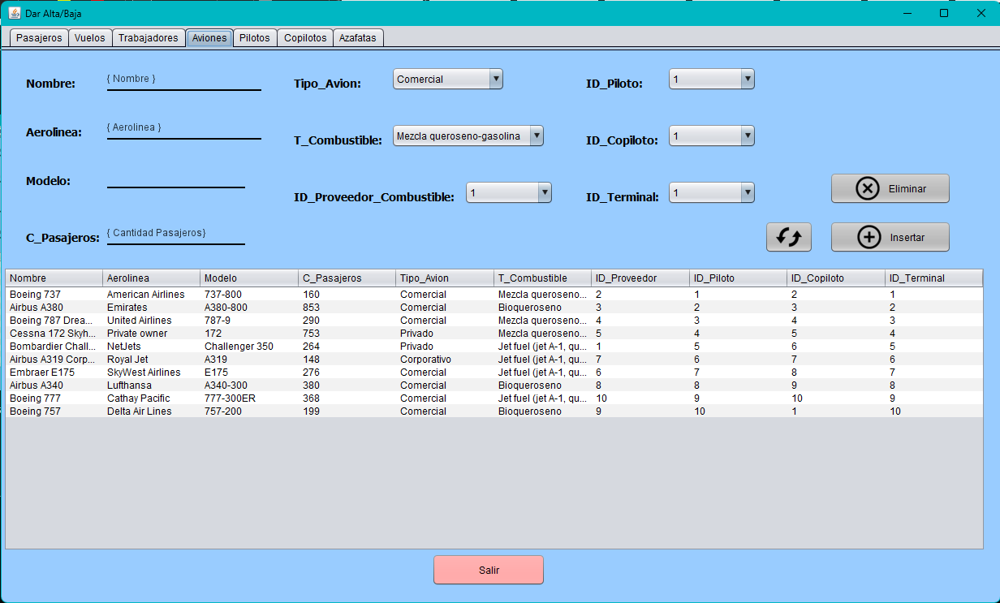 Dar Alta/Baja
Pasajeros Vuelos Trabajadores Aviones Pilotos Copilotos Azafatas
Nombre: { Nombre } Tipo_Avion: Comercial ID_Piloto: 1
Aerolinea: { Aerolinea } T_Combustible: Mezcla queroseno-gasolina ID_Copiloto: 1
Modelo: ID_Proveedor_Combustible: 1 ID_Terminal: 1 Eliminar
C_Pasajeros: { Cantidad Pasajeros} Insertar
Nombre Aerolinea Modelo C_Pasajeros Tipo_Avion T_Combustible ID_Proveedor ID_Piloto ID_Copiloto ID_Terminal
Boeing 737 American Airlines 737-800 160 Comercial Mezcla queroseno... 2 1 2 1
Airbus A380 Emirates A380-800 853 Comercial Bioqueroseno 3 2 3 2
Boeing 787 Drea... United Airlines 787-9 290 Comercial Mezcla queroseno... 4 3 4 3
Cessna 172 Skyh... Private owner 172 753 Privado Mezcla queroseno... 5 4 5 4
Bombardier Chall... NetJets Challenger 350 264 Privado Jet fuel (jet A-1, qu... 1 5 6 5
Airbus A319 Corp... Royal Jet A319 148 Corporativo Jet fuel (jet A-1, qu... 7 6 7 6
Embraer E175 SkyWest Airlines E175 276 Comercial Jet fuel (jet A-1, qu... 6 7 8 7
Airbus A340 Lufthansa A340-300 380 Comercial Bioqueroseno 8 8 9 8
Boeing 777 Cathay Pacific 777-300ER 368 Comercial Jet fuel (jet A-1, qu... 10 9 10 9
Boeing 757 Delta Air Lines 757-200 199 Comercial Bioqueroseno 9 10 1 10
Salir